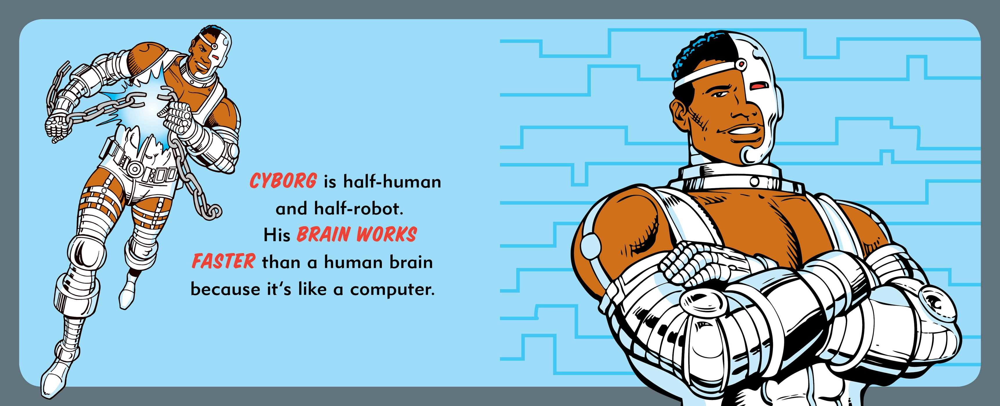 CYBORG is half-human
and half-robot.
His BRAIN WORKS
FASTER than a human brain
because it‘s like a computer.